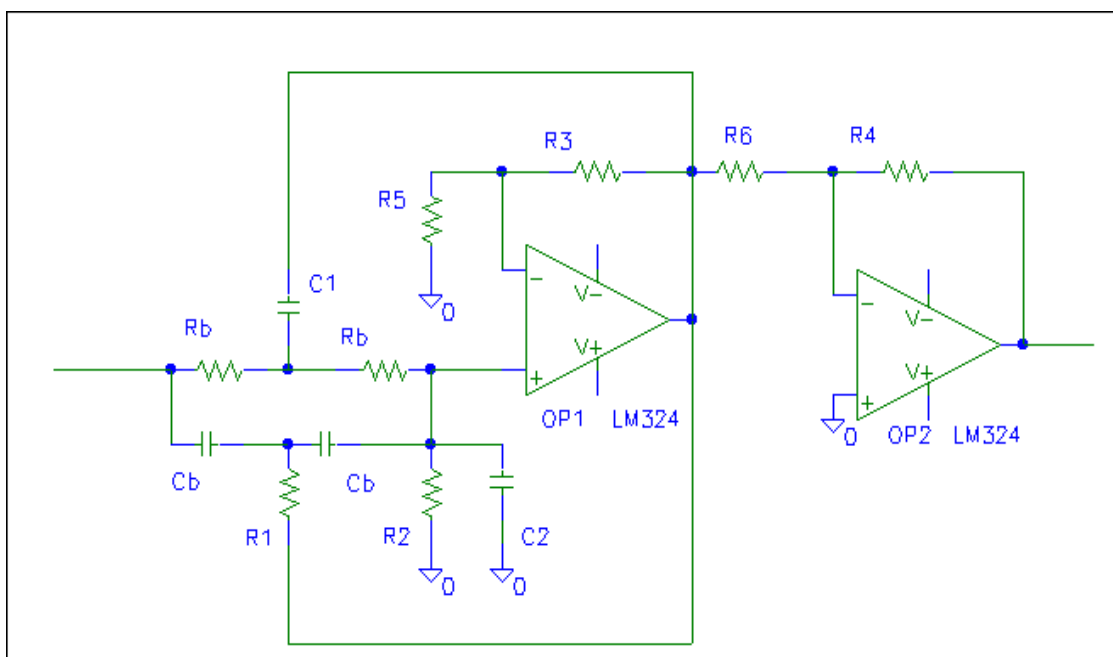 R3
R6
R4
R5
C1
V-
0
V-
Rb
Rb
V+
V+
OP1 LM324
0
OP2 LM324
Cb
Cb
R1
R2
C2
0
0
-
+
-
+